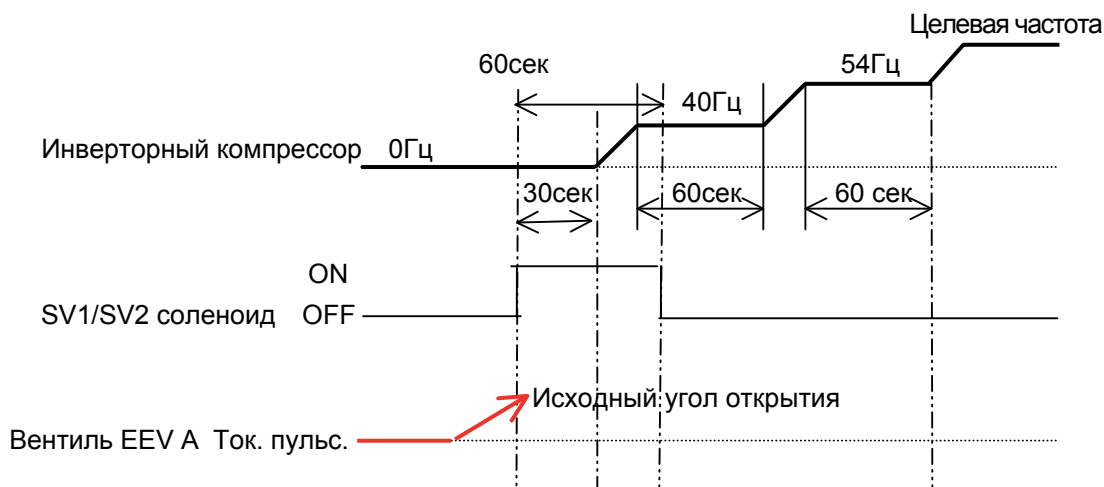 Целевая частота
60сек
54Гц
40Гц
Инверторный компрессор 0Гц
30сек 60сек 60 сек
ON
SV1/SV2 соленоид OFF
Исходный угол открытия
Вентиль EEV A Ток. пульс.